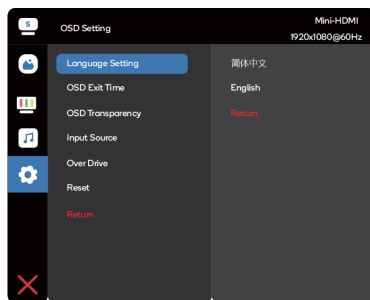 S
OSD Setting
Mini-HDMI
1920x1080@60Hz
Language Setting
OSD Exit Time
OSD Transparency
Input Source
Over Drive
Reset
Return
简体中文
English
Return